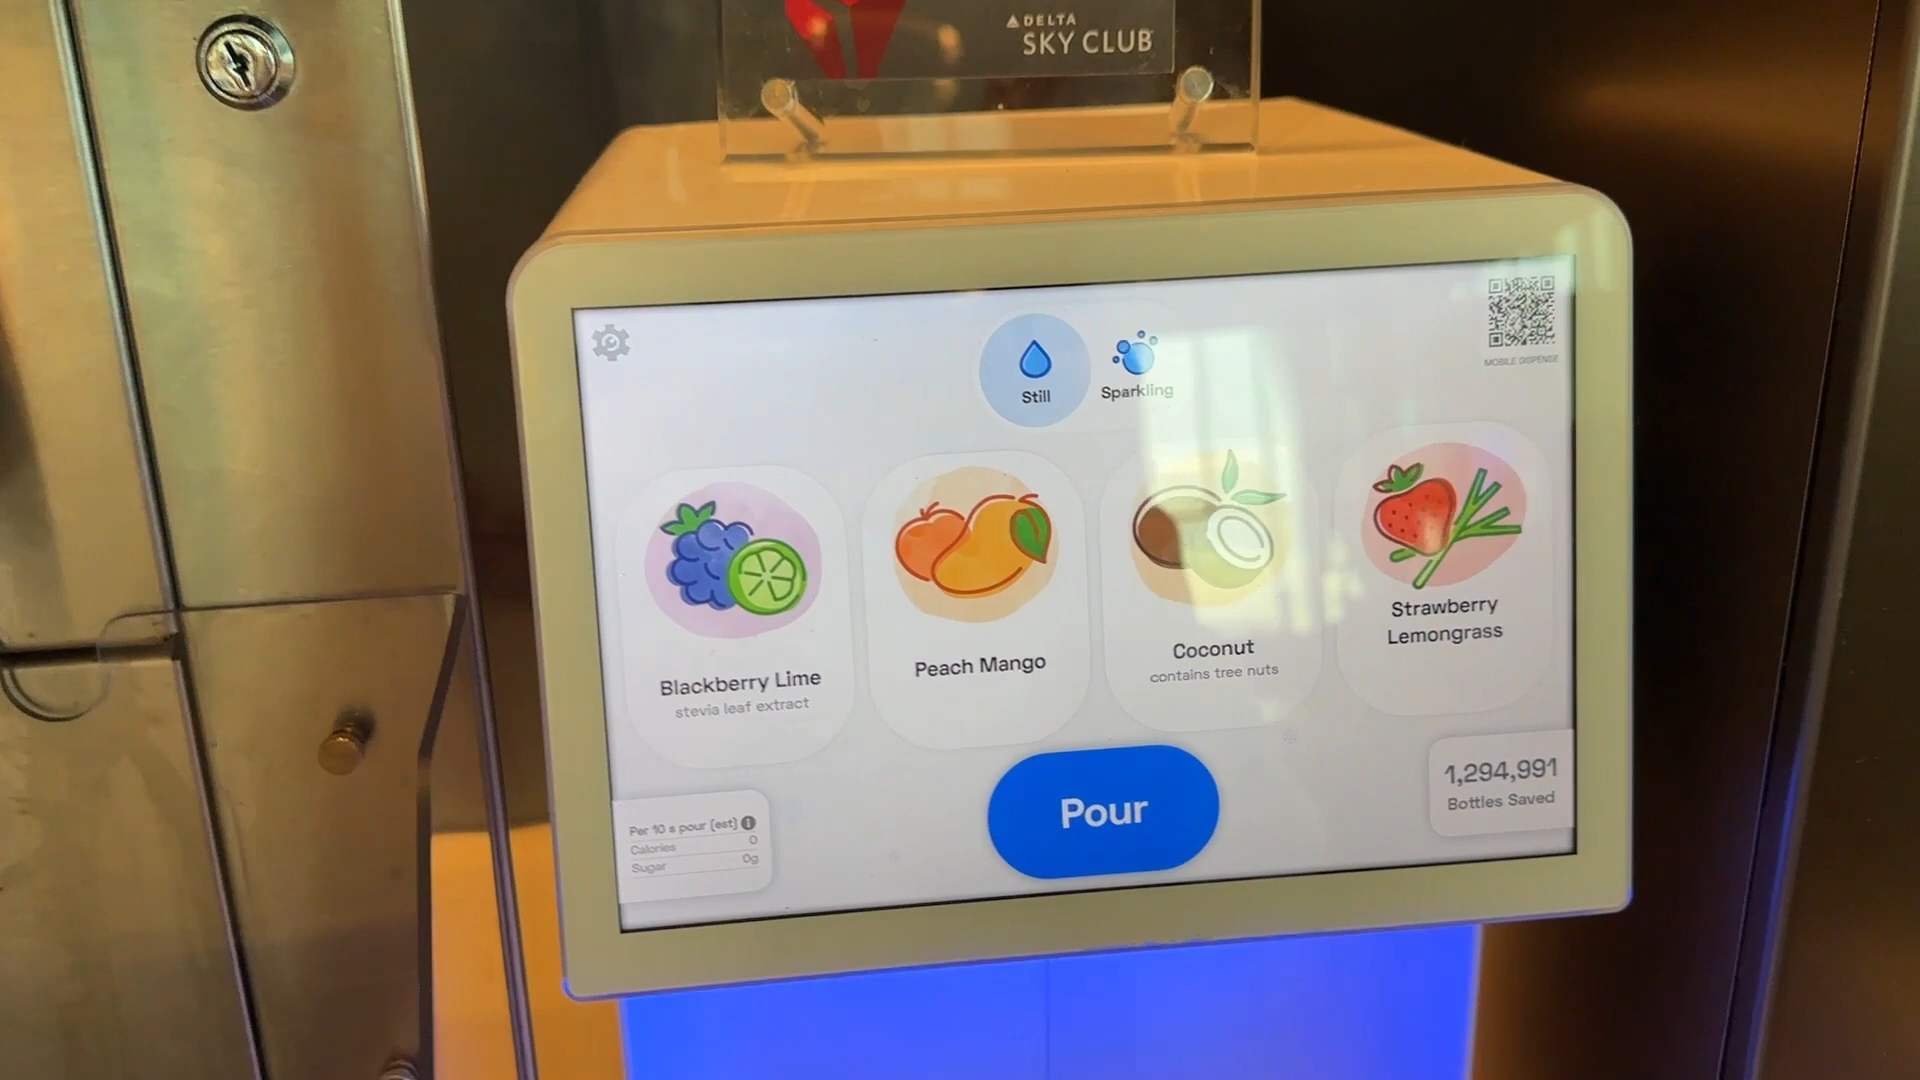 DELTA
SKY CLUB
Still
Sparkling
MOBILE DISPENSE
Blackberry Lime
stevia leaf extract
Peach Mango
Coconut
contains tree nuts
Strawberry
Lemongrass
Per 10 s pour (est)
Calories 0
Sugar 0g
Pour
1,294,991
Bottles Saved